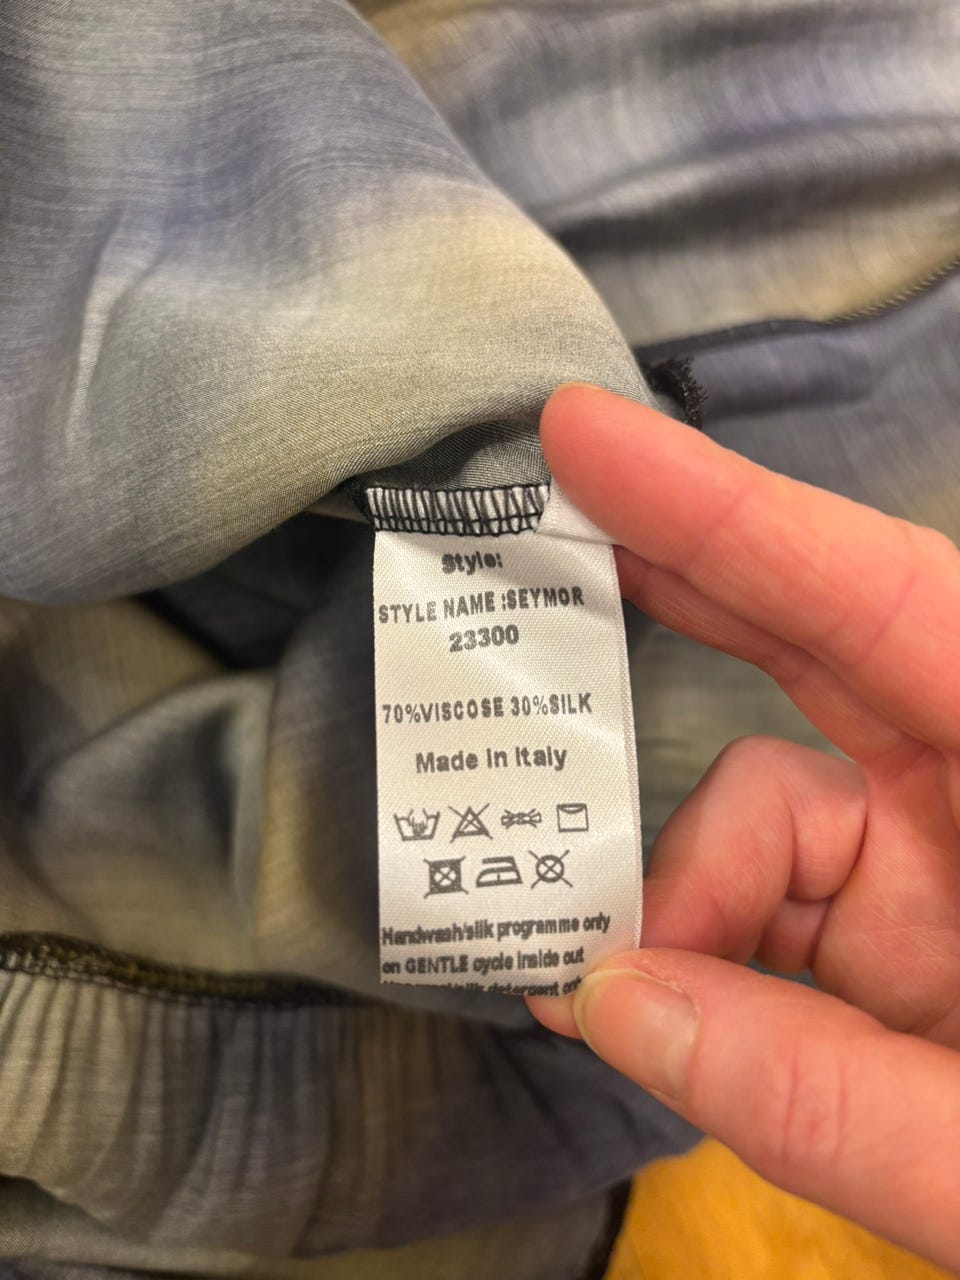 Style:
STYLE NAME :SEYMOR
23300
70%VISCOSE 30%SILK
Made in Italy
Handwash/silk programme only
on GENTLE cycle inside out
detergent